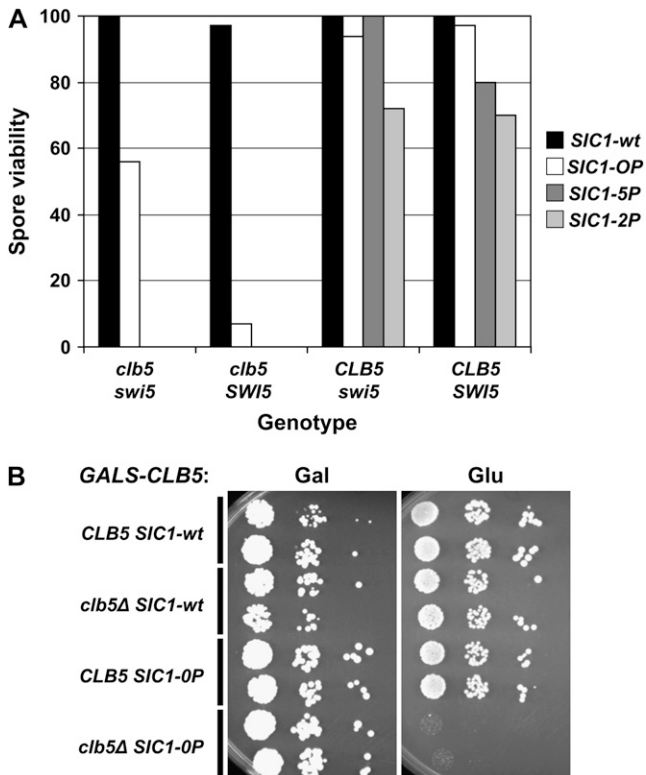 A
Spore viability
100
80
60
40
20
0
clb5 swi5
clb5 SWI5
CLB5 swi5
CLB5 SWI5
Genotype
SIC1-wt
SIC1-OP
SIC1-5P
SIC1-2P
B
GALS-CLB5: Gal Glu
CLB5 SIC1-wt
clb5Δ SIC1-wt
CLB5 SIC1-0P
clb5Δ SIC1-0P